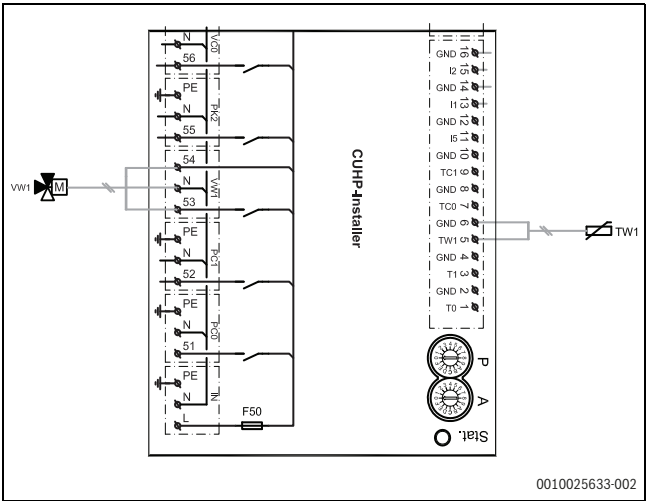 N
VC0
56
PE
N
PK2
55
54
N
VW1
53
PE
N
PC1
52
PE
N
PC0
51
PE
N
IN
L
F50
VW1
M
CUHP-Installer
GND 16
I2 15
GND 14
I1 13
GND 12
I5 11
GND 10
TC1 9
GND 8
TC0 7
GND 6
TW1 5
GND 4
T1 3
GND 2
T0 1
TW1
P
A
Stat.
0010025633-002